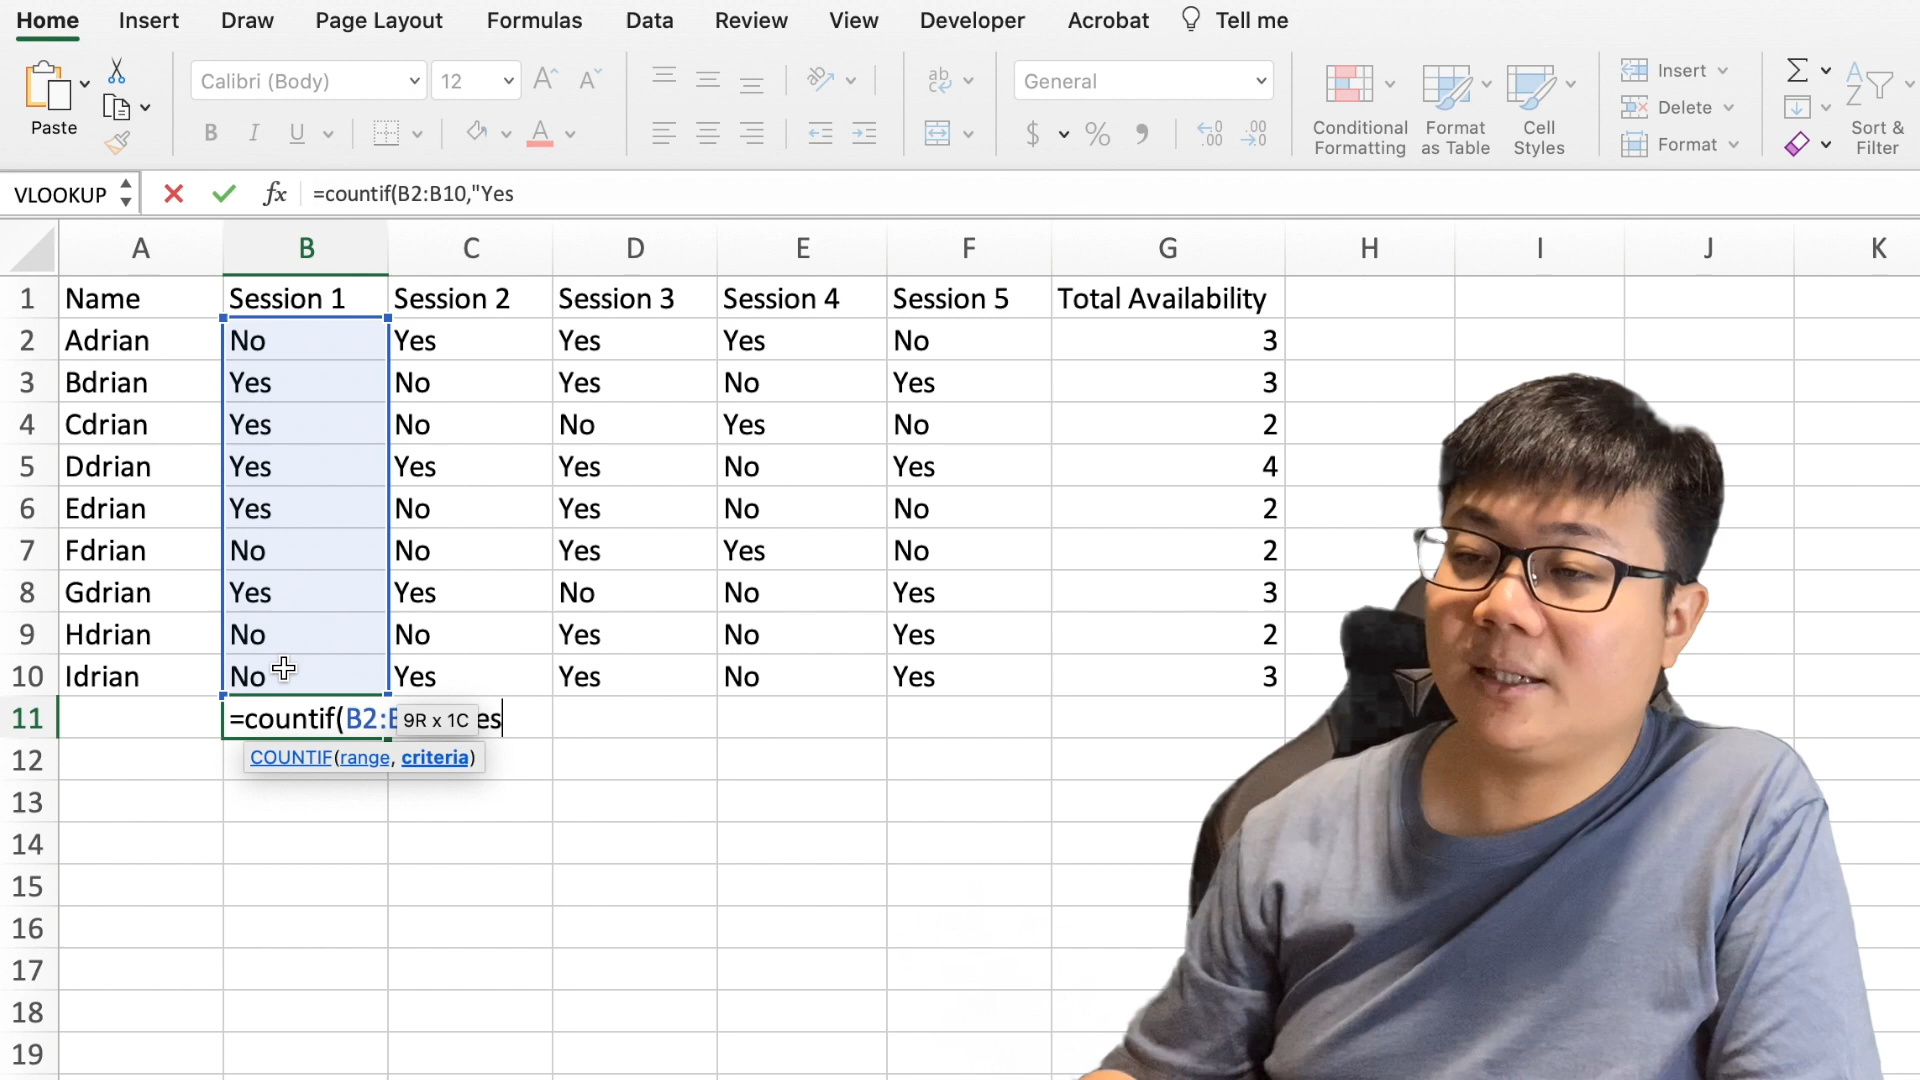 Home Insert Draw Page Layout Formulas Data Review View Developer Acrobat Tell me
Paste
Calibri (Body) 12
B I U A
ab
General
$ % 9
Conditional Formatting
Format as Table
Cell Styles
Insert
Delete
Format
Sort & Filter
VLOOKUP fx =countif(B2:B10,"Yes
A B C D E F G H I J K
1 Name Session 1 Session 2 Session 3 Session 4 Session 5 Total Availability
2 Adrian No Yes Yes Yes No 3
3 Bdrian Yes No Yes No Yes 3
4 Cdrian Yes No No Yes No 2
5 Ddrian Yes Yes Yes No Yes 4
6 Edrian Yes No Yes No No 2
7 Fdrian No No Yes Yes No 2
8 Gdrian Yes Yes No No Yes 3
9 Hdrian No No Yes No Yes 2
10 Idrian No Yes Yes No Yes 3
11 =countif(B2:B 9R x 1C es
12 COUNTIF(range, criteria)
13
14
15
16
17
18
19